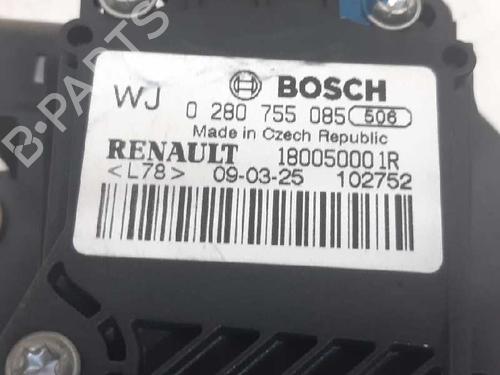 BOSCH
WJ 0 280 755 085 506
Made in Czech Republic
RENAULT 180050001R
<L78> 09-03-25 102752
B-PARTS